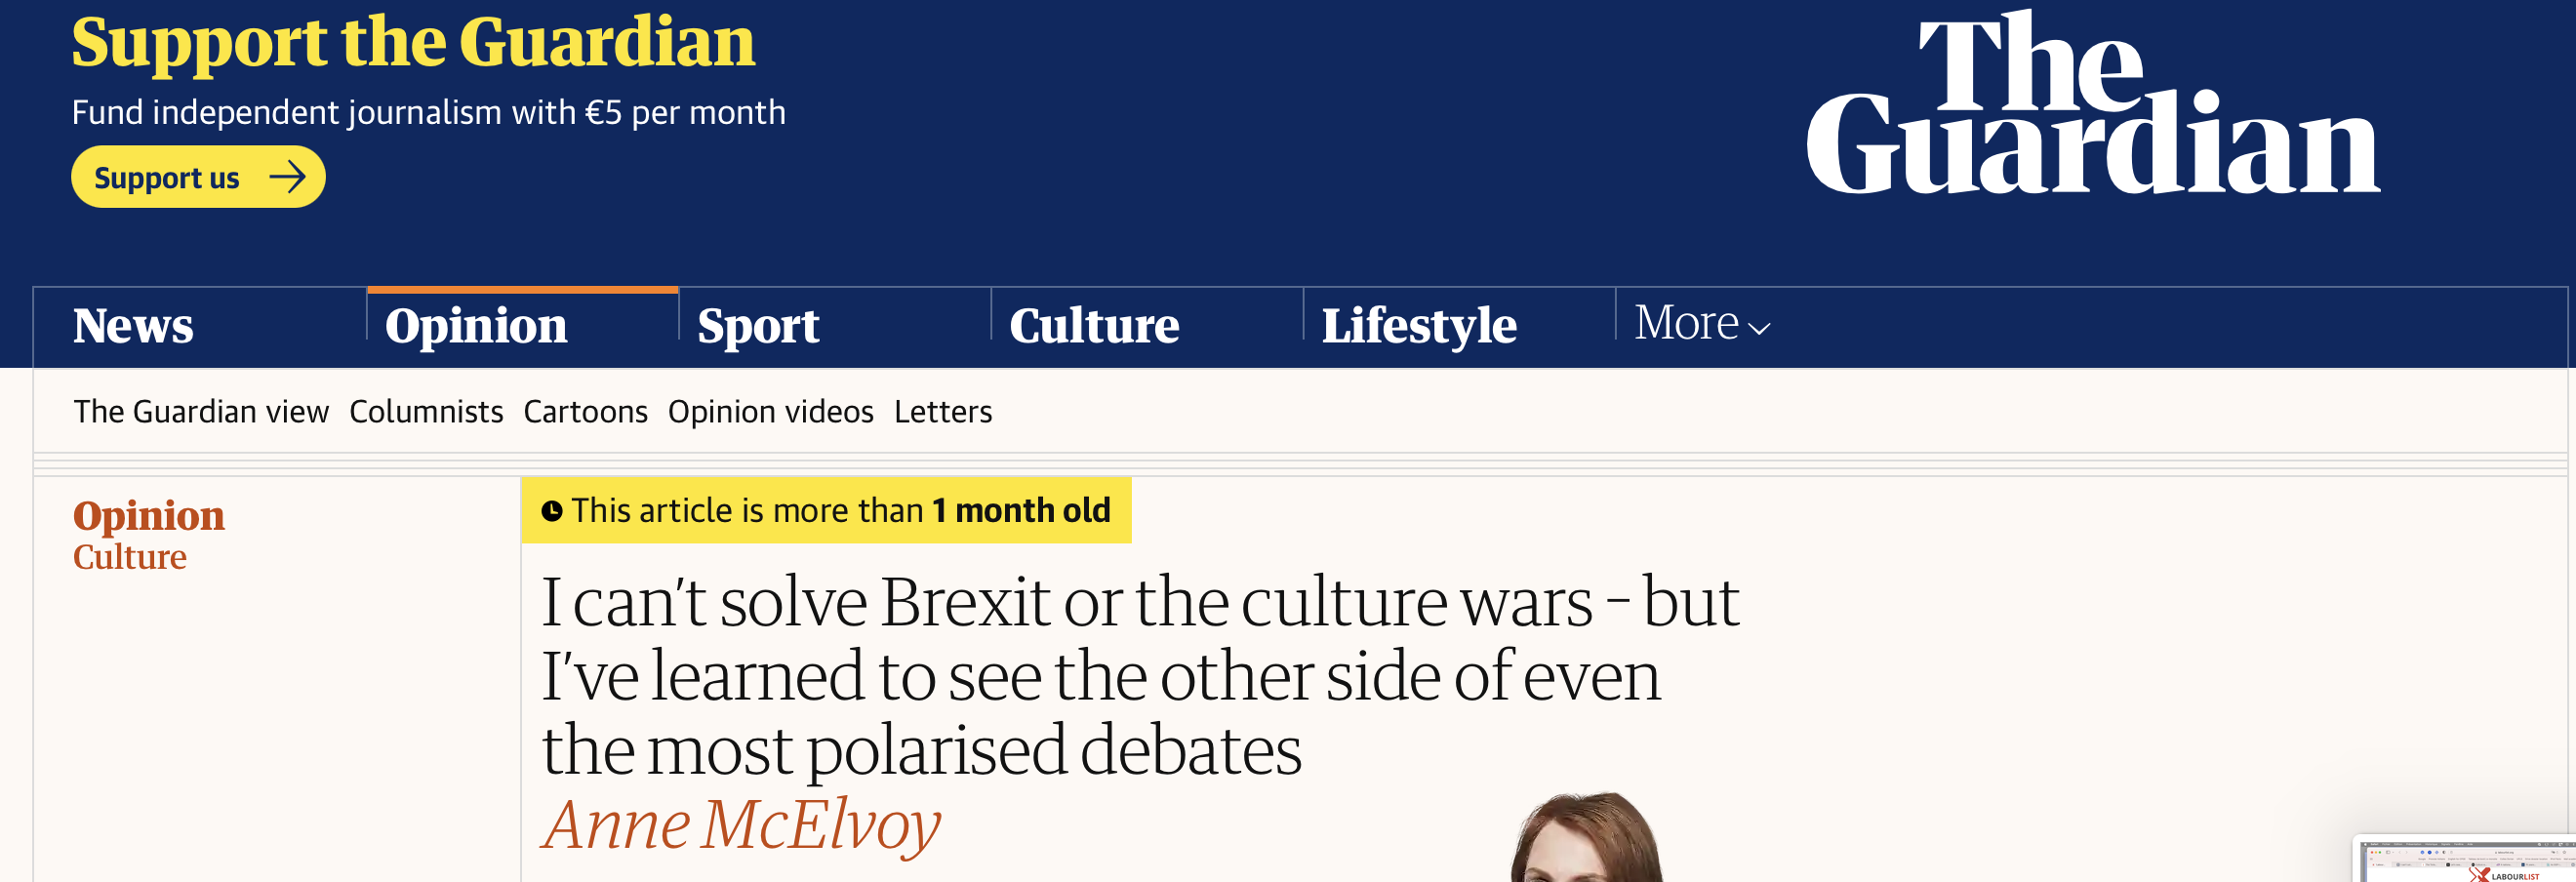 Support the Guardian
Fund independent journalism with €5 per month
Support us
The
Guardian
News
Opinion
Sport
Culture
Lifestyle
More
The Guardian view
Columnists
Cartoons
Opinion videos
Letters
Opinion
Culture
This article is more than 1 month old
I can't solve Brexit or the culture wars – but
I've learned to see the other side of even
the most polarised debates
Anne McElvoy
LABOURLIST